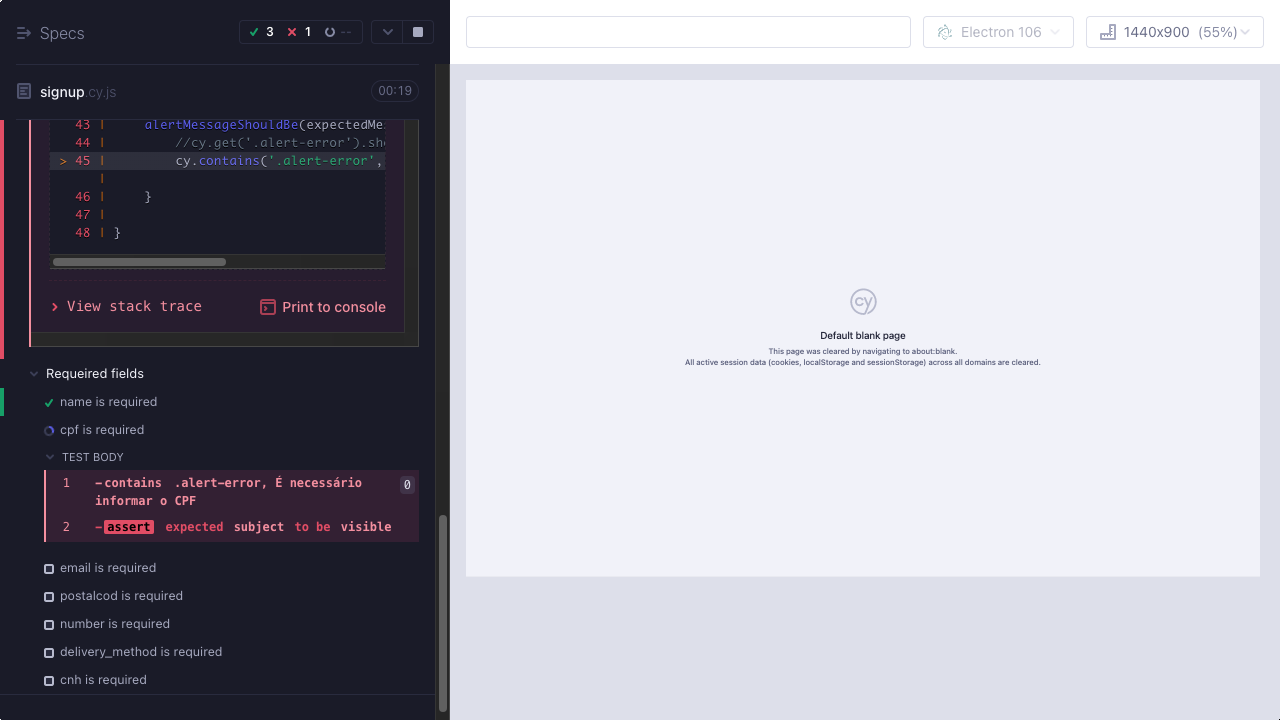 Specs
3
1
--
Electron 106
1440x900 (55%)
signup.cy.js
00:19
43 | alertMessageShouldBe(expectedMe
44 | //cy.get('.alert-error').sho
> 45 | cy.contains('.alert-error',
|
46 | }
47 |
48 | }
View stack trace
Print to console
Requeired fields
name is required
cpf is required
TEST BODY
1 -contains .alert-error, É necessário
informar o CPF
0
2 -assert expected subject to be visible
email is required
postalcod is required
number is required
delivery_method is required
cnh is required
cy
Default blank page
This page was cleared by navigating to about:blank.
All active session data (cookies, localStorage and sessionStorage) across all domains are cleared.